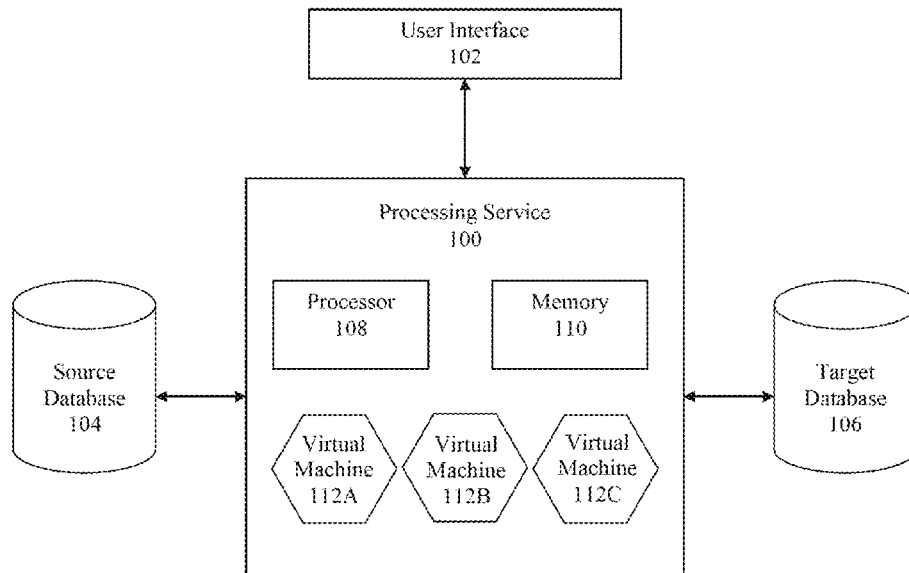 User Interface
102
Processing Service
100
Processor
108
Memory
110
Source
Database
104
Target
Database
106
Virtual
Machine
112A
Virtual
Machine
112B
Virtual
Machine
112C